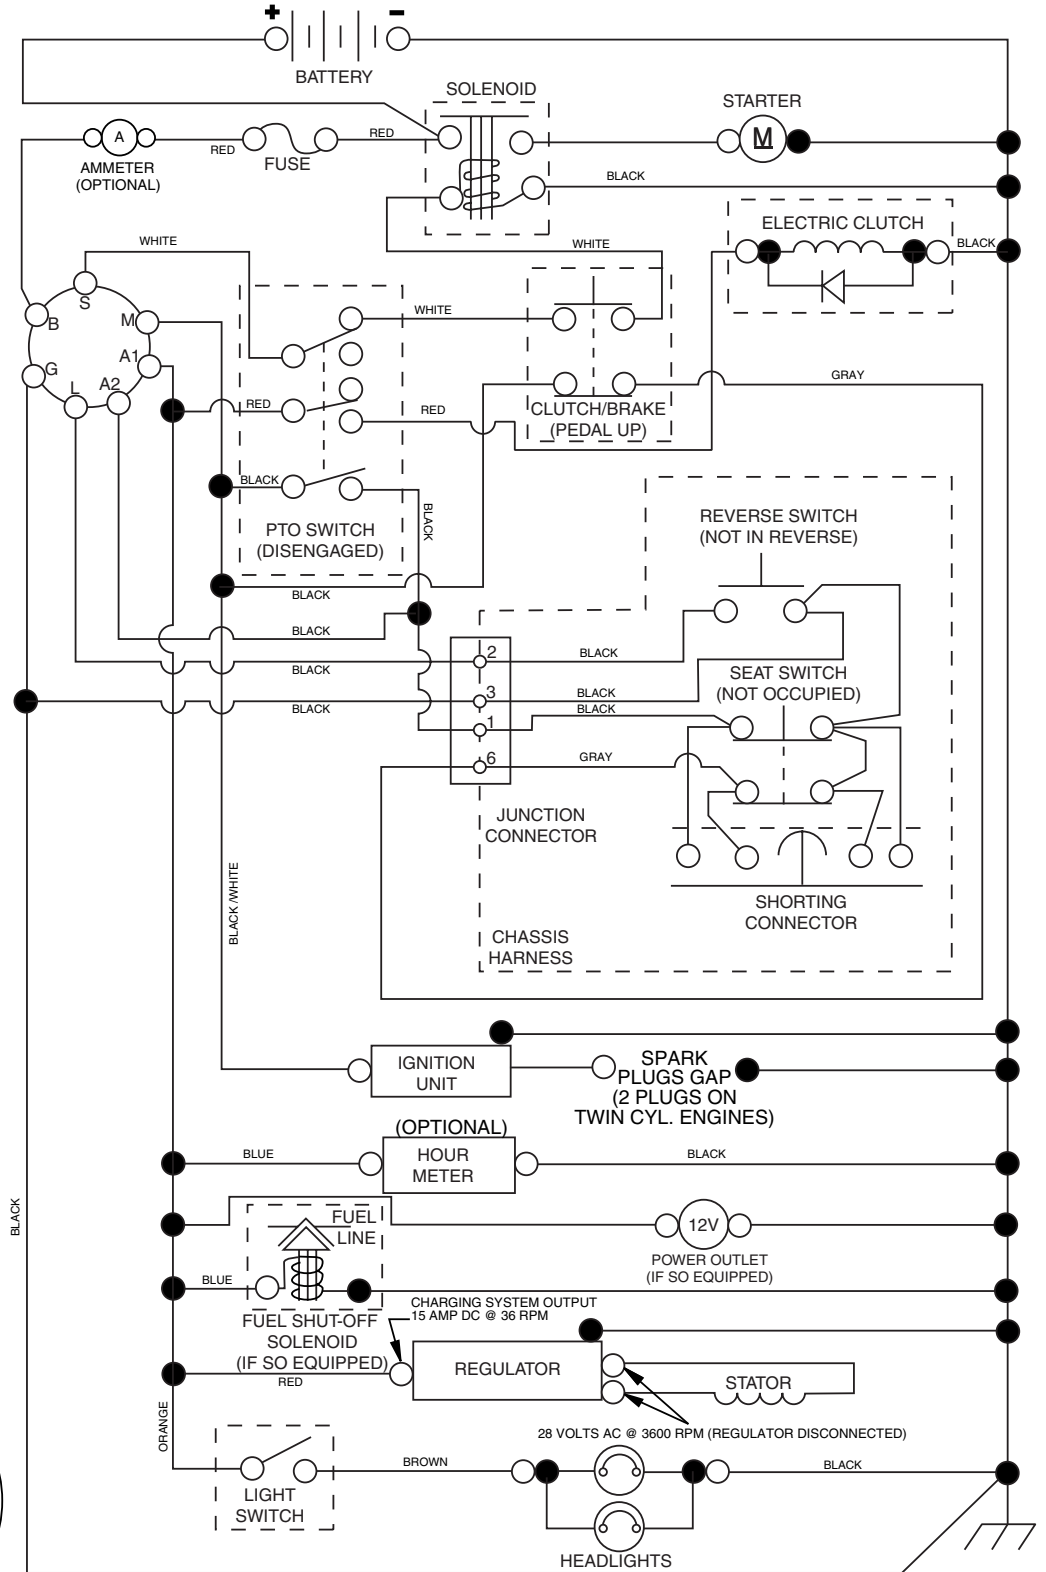 + -
BATTERY
SOLENOID
STARTER
M
A
AMMETER
(OPTIONAL)
RED
FUSE
RED
BLACK
ELECTRIC CLUTCH
BLACK
WHITE
WHITE
S
B
M
G
A1
L
A2
WHITE
RED
RED
CLUTCH/BRAKE
(PEDAL UP)
GRAY
BLACK
PTO SWITCH
(DISENGAGED)
BLACK
REVERSE SWITCH
(NOT IN REVERSE)
BLACK
BLACK
BLACK
BLACK
2
BLACK
SEAT SWITCH
(NOT OCCUPIED)
3
BLACK
BLACK
1
6
GRAY
JUNCTION
CONNECTOR
SHORTING
CONNECTOR
CHASSIS
HARNESS
BLACK /WHITE
IGNITION
UNIT
SPARK
PLUGS GAP
(2 PLUGS ON
TWIN CYL. ENGINES)
(OPTIONAL)
HOUR
METER
BLUE
BLACK
BLACK
FUEL
LINE
12V
POWER OUTLET
(IF SO EQUIPPED)
BLUE
FUEL SHUT-OFF
SOLENOID
(IF SO EQUIPPED)
CHARGING SYSTEM OUTPUT
15 AMP DC @ 36 RPM
REGULATOR
RED
STATOR
28 VOLTS AC @ 3600 RPM (REGULATOR DISCONNECTED)
ORANGE
LIGHT
SWITCH
BROWN
BLACK
HEADLIGHTS